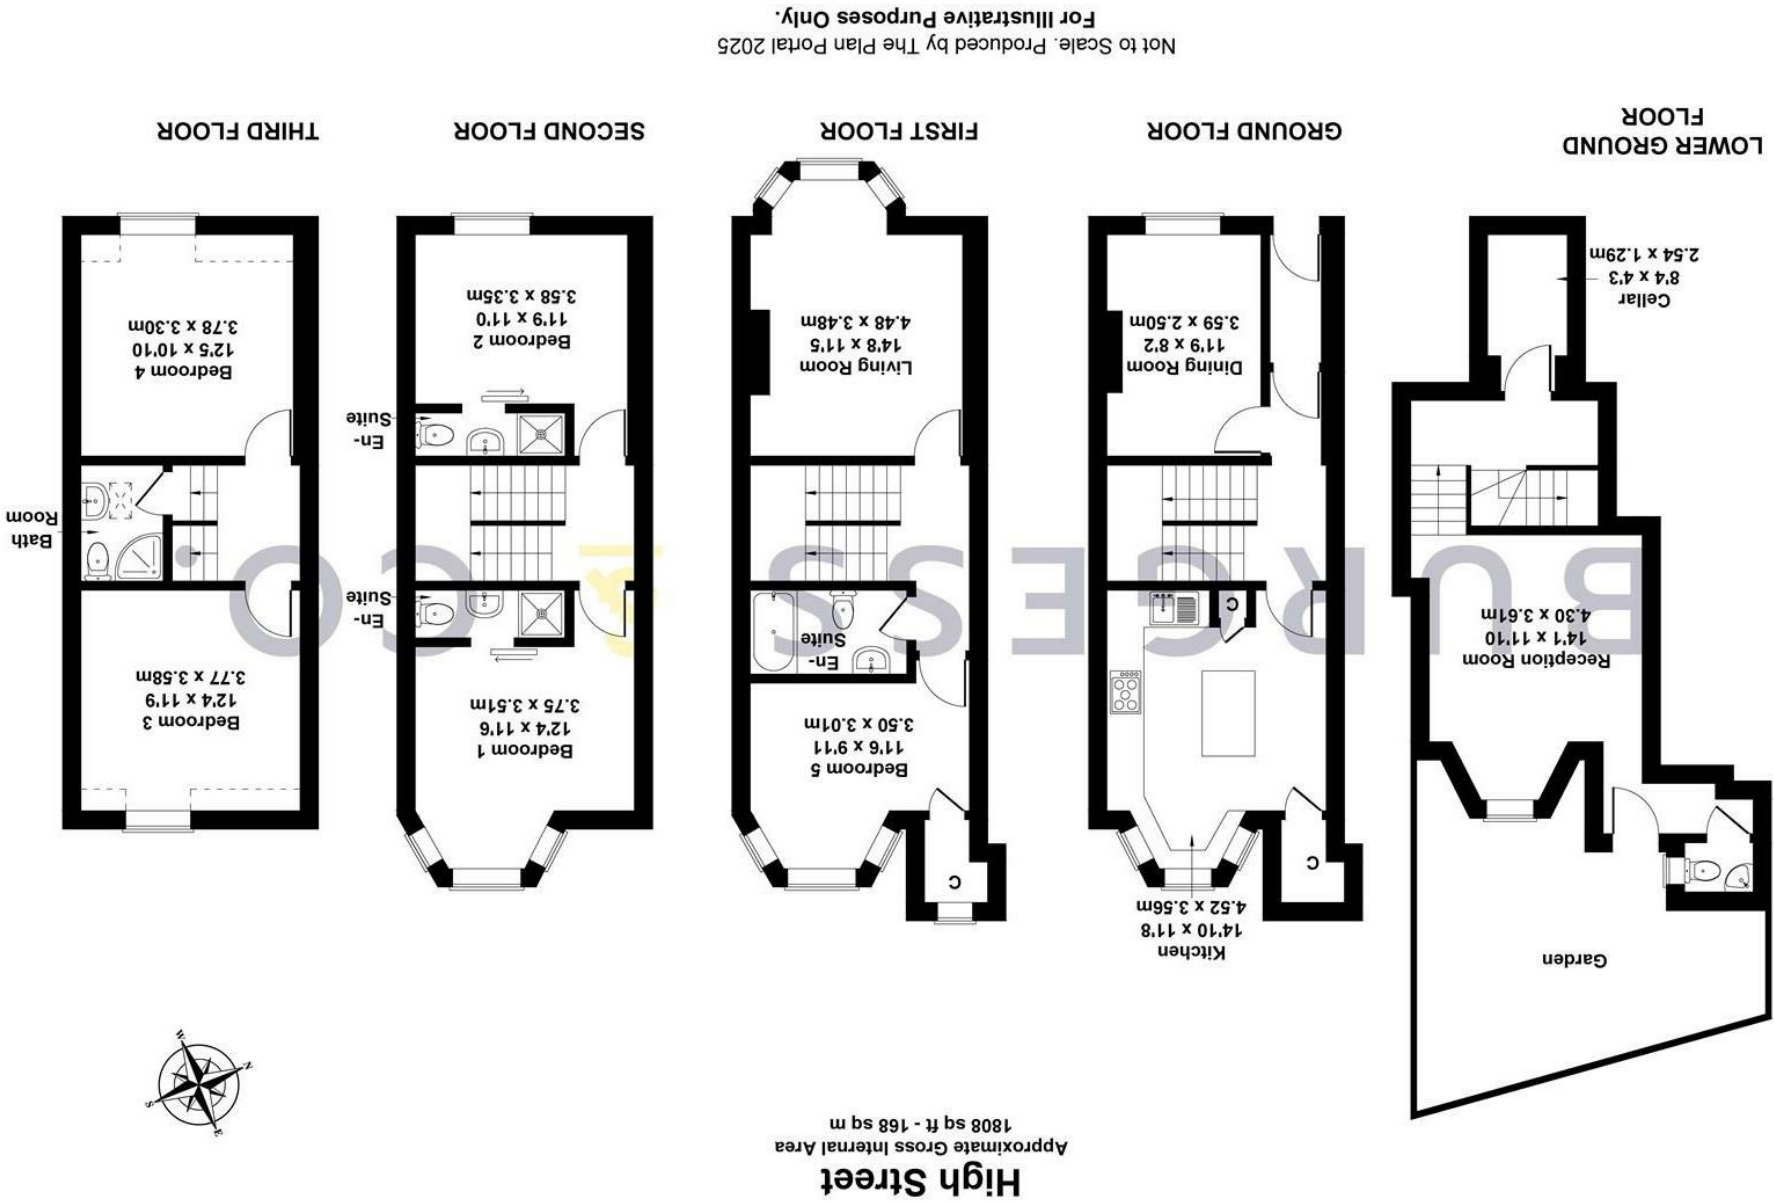 High Street
Approximate Gross Internal Area
1808 sq ft - 168 sq m
Garden
Reception Room
14'1 x 11'10
4.30 x 3.61m
Cellar
8'4 x 4'3
2.54 x 1.29m
LOWER GROUND
FLOOR
Kitchen
14'10 x 11'8
4.52 x 3.56m
C
C
Dining Room
11'9 x 8'2
3.59 x 2.50m
GROUND FLOOR
C
Bedroom 5
11'6 x 9'11
3.50 x 3.01m
En-
Suite
Living Room
14'8 x 11'5
4.48 x 3.48m
FIRST FLOOR
Bedroom 1
12'4 x 11'6
3.75 x 3.51m
En-
Suite
En-
Suite
Bedroom 2
11'9 x 11'0
3.58 x 3.35m
SECOND FLOOR
N
E
S
W
Bedroom 3
12'4 x 11'9
3.77 x 3.58m
Bath
Room
Bedroom 4
12'5 x 10'10
3.78 x 3.30m
THIRD FLOOR
BURGESS & CO.
Not to Scale. Produced by The Plan Portal 2025
For Illustrative Purposes Only.